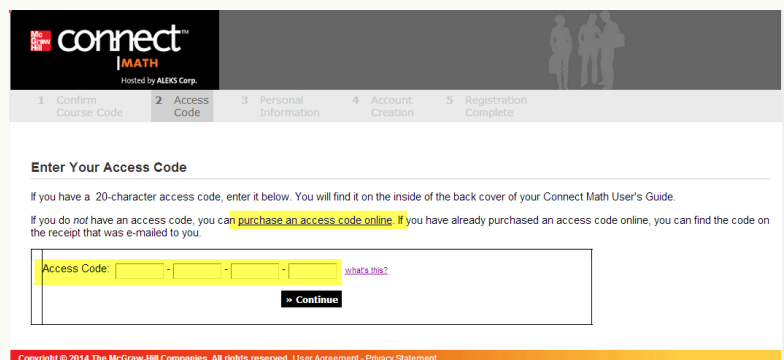 Mc
Graw
Hill
connect™
MATH
Hosted by ALEKS Corp.
1 Confirm Course Code
2 Access Code
3 Personal Information
4 Account Creation
5 Registration Complete
Enter Your Access Code
If you have a 20-character access code, enter it below. You will find it on the inside of the back cover of your Connect Math User's Guide.
If you do not have an access code, you can purchase an access code online. If you have already purchased an access code online, you can find the code on
the receipt that was e-mailed to you.
Access Code: - - - what's this?
» Continue
Copyright © 2014 The McGraw-Hill Companies. All rights reserved. User Agreement - Privacy Statement